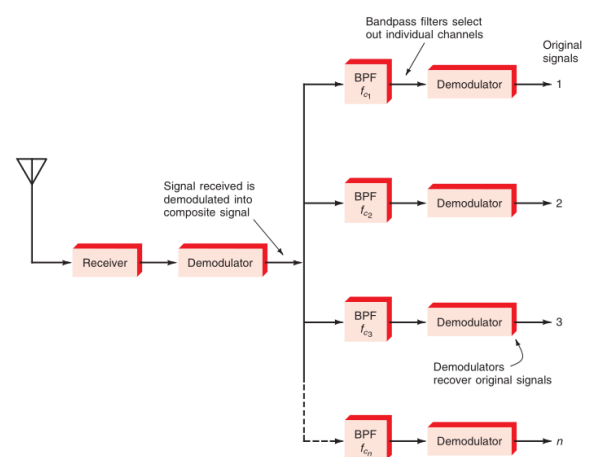 Bandpass filters select
out individual channels
Original
signals
BPF
fc1
Demodulator
1
Signal received is
demodulated into
composite signal
BPF
fc2
Demodulator
2
Receiver
Demodulator
BPF
fc3
Demodulator
3
Demodulators
recover original signals
BPF
fcn
Demodulator
n